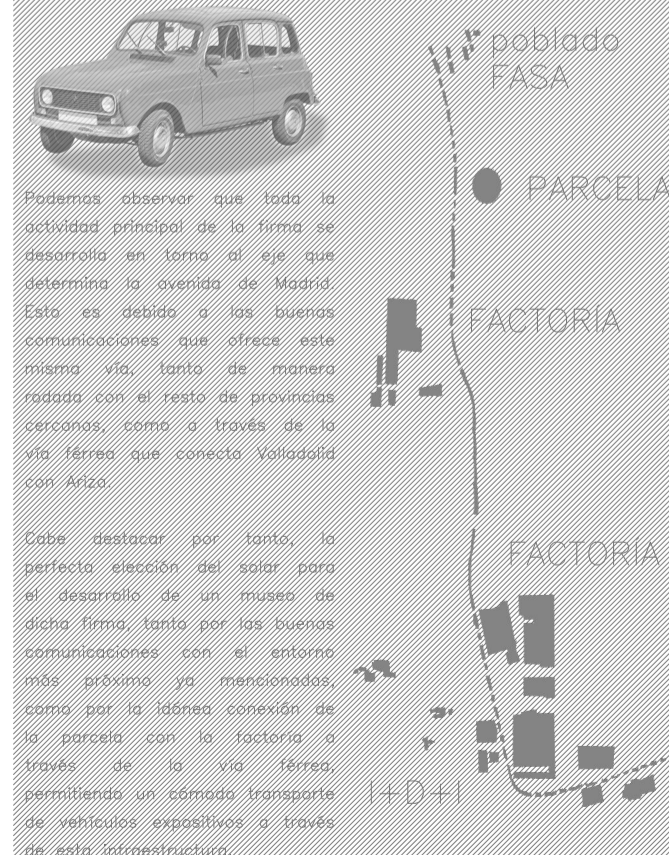 Podemos observar que toda la
actividad principal de la firma se
desarrolla en torno al eje que
determina la avenida de Madrid.
Esto es debido a las buenas
comunicaciones que ofrece este
misma vía, tanto de manera
rodada con el resto de provincias
cercanas, como a través de la
vía férrea que conecta Valladolid
con Ariza.
Cabe destacar por tanto, la
perfecta elección del solar para
el desarrollo de un museo de
dicha firma, tanto por las buenas
comunicaciones con el entorno
más próximo ya mencionadas,
como por la idónea conexión de
la parcela con la factoría a
través de la vía férrea,
permitiendo un cómodo transporte
de vehículos expositivos a través
de esta infraestructura.
poblado
FASA
PARCELA
FACTORÍA
FACTORÍA
I+D+I